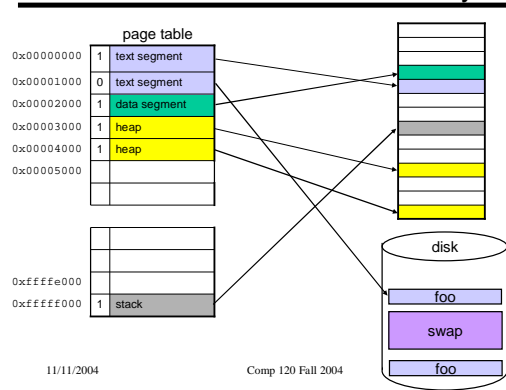 page table
0x00000000 1 text segment
0x00001000 0 text segment
0x00002000 1 data segment
0x00003000 1 heap
0x00004000 1 heap
0x00005000
0xffffe000
0xfffff000 1 stack
disk
foo
swap
foo
11/11/2004 Comp 120 Fall 2004